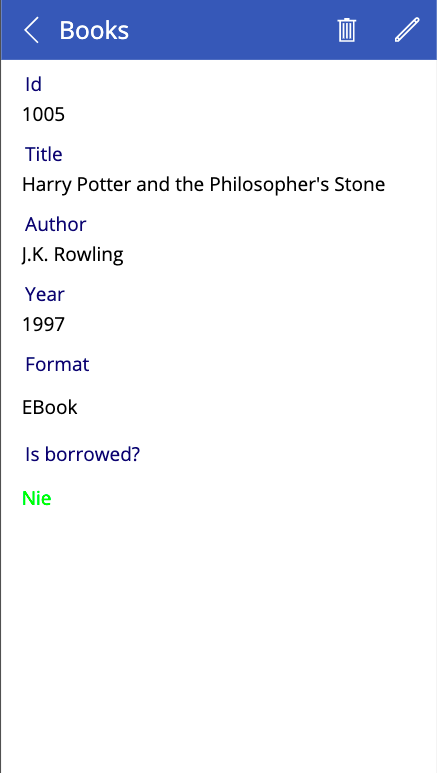 Books
Id
1005
Title
Harry Potter and the Philosopher's Stone
Author
J.K. Rowling
Year
1997
Format
EBook
Is borrowed?
Nie